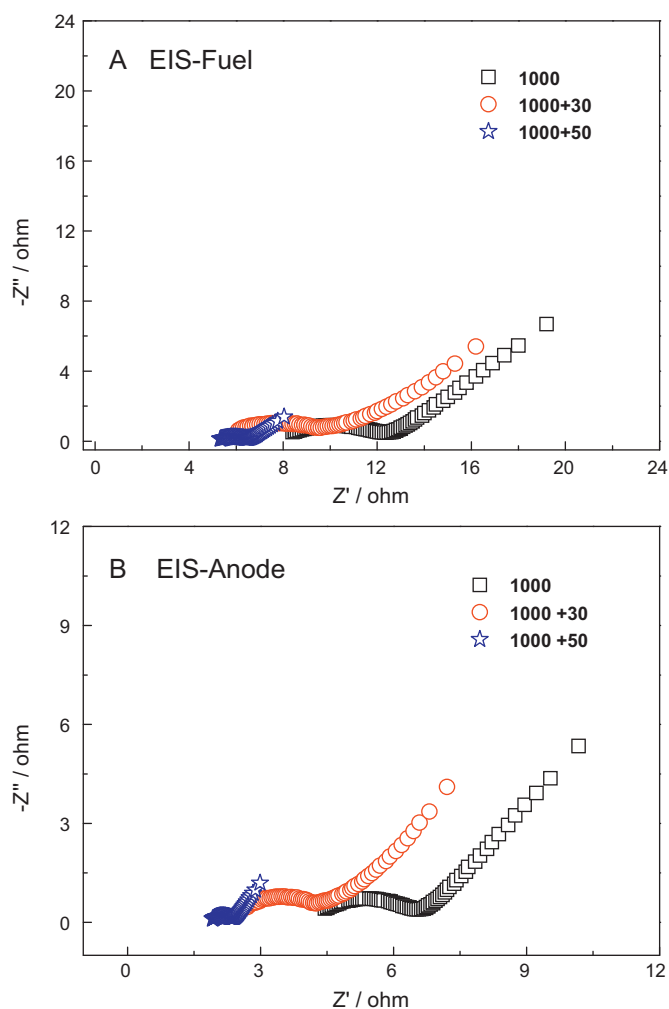 24
A EIS-Fuel
1000
20
1000+30
1000+50
16
12
-Z'' / ohm
8
4
0
0 4 8 12 16 20 24
Z' / ohm
12
B EIS-Anode
1000
1000 +30
9
1000 +50
6
-Z'' / ohm
3
0
0 3 6 9 12
Z' / ohm